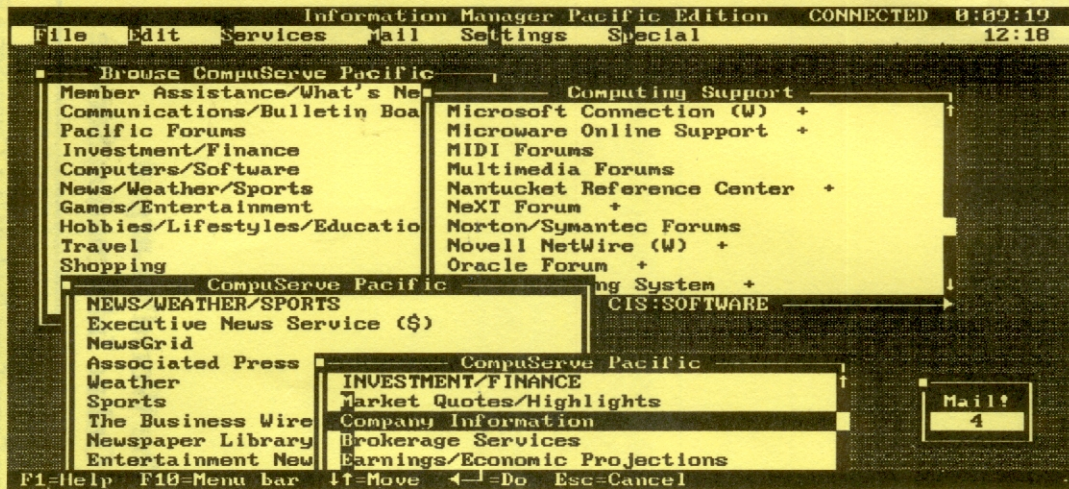 Information Manager Pacific Edition CONNECTED 0:09:19
File Edit Services Mail Settings Special 12:18
Browse CompuServe Pacific
Member Assistance/What's Ne
Communications/Bulletin Boa
Pacific Forums
Investment/Finance
Computers/Software
News/Weather/Sports
Games/Entertainment
Hobbies/Lifestyles/Educatio
Travel
Shopping
Computing Support
Microsoft Connection (W) +
Microware Online Support +
MIDI Forums
Multimedia Forums
Nantucket Reference Center +
NeXT Forum +
Norton/Symantec Forums
Novell NetWire (W) +
Oracle Forum +
ng System +
CIS:SOFTWARE
CompuServe Pacific
NEWS/WEATHER/SPORTS
Executive News Service ($)
NewsGrid
Associated Press
Weather
Sports
The Business Wire
Newspaper Library
Entertainment New
CompuServe Pacific
INVESTMENT/FINANCE
Market Quotes/Highlights
Company Information
Brokerage Services
Earnings/Economic Projections
Mail!
4
F1=Help F10=Menu bar ↓↑=Move ◄─┘=Do Esc=Cancel